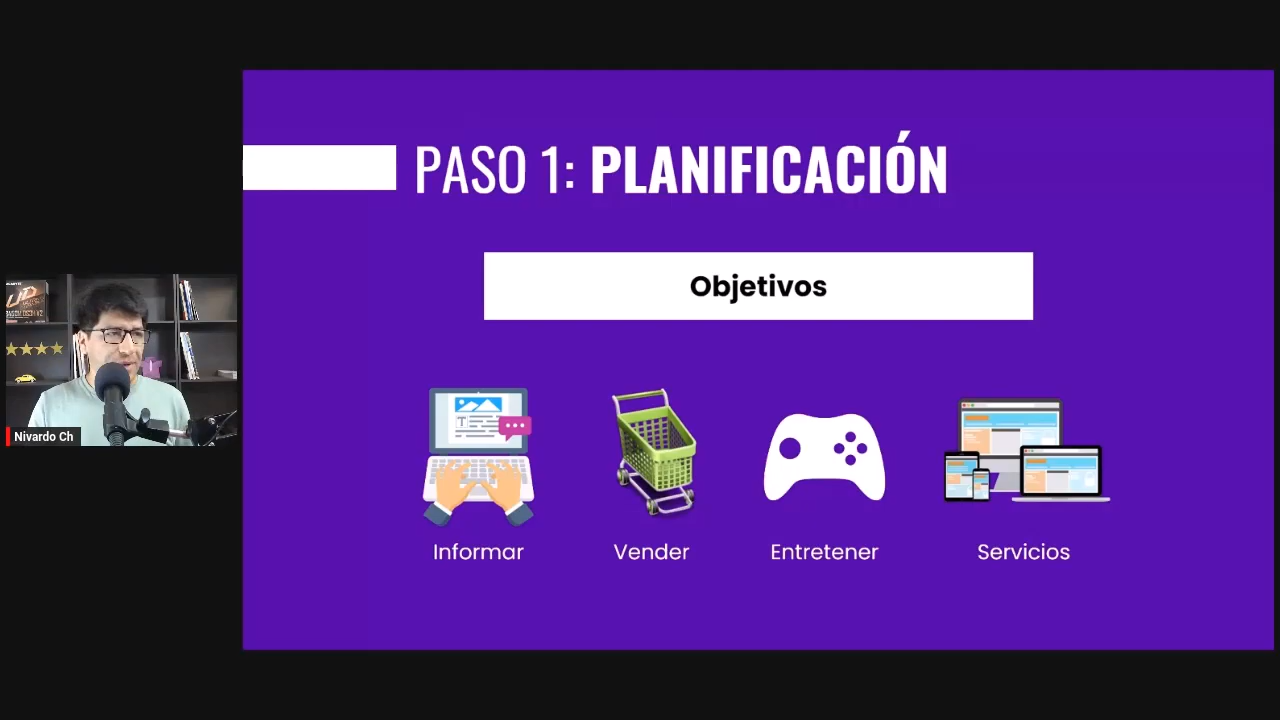 PASO 1: PLANIFICACIÓN
Objetivos
Informar
Vender
Entretener
Servicios
Nivardo Ch